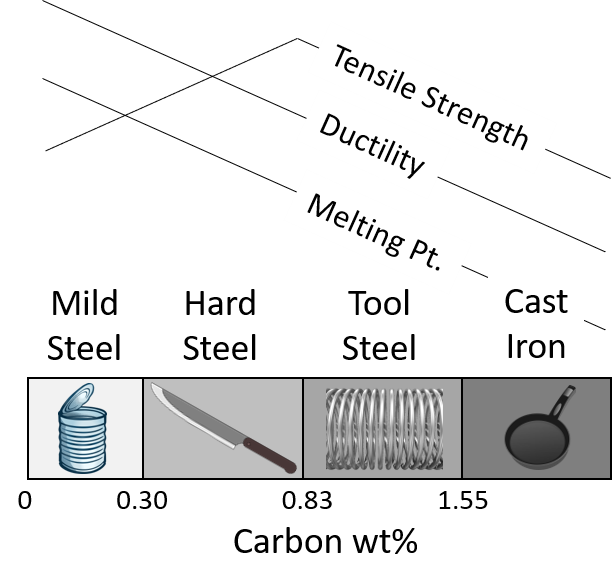 Tensile Strength
Ductility
Melting Pt.
Mild
Steel
Hard
Steel
Tool
Steel
Cast
Iron
0
0.30
0.83
1.55
Carbon wt%